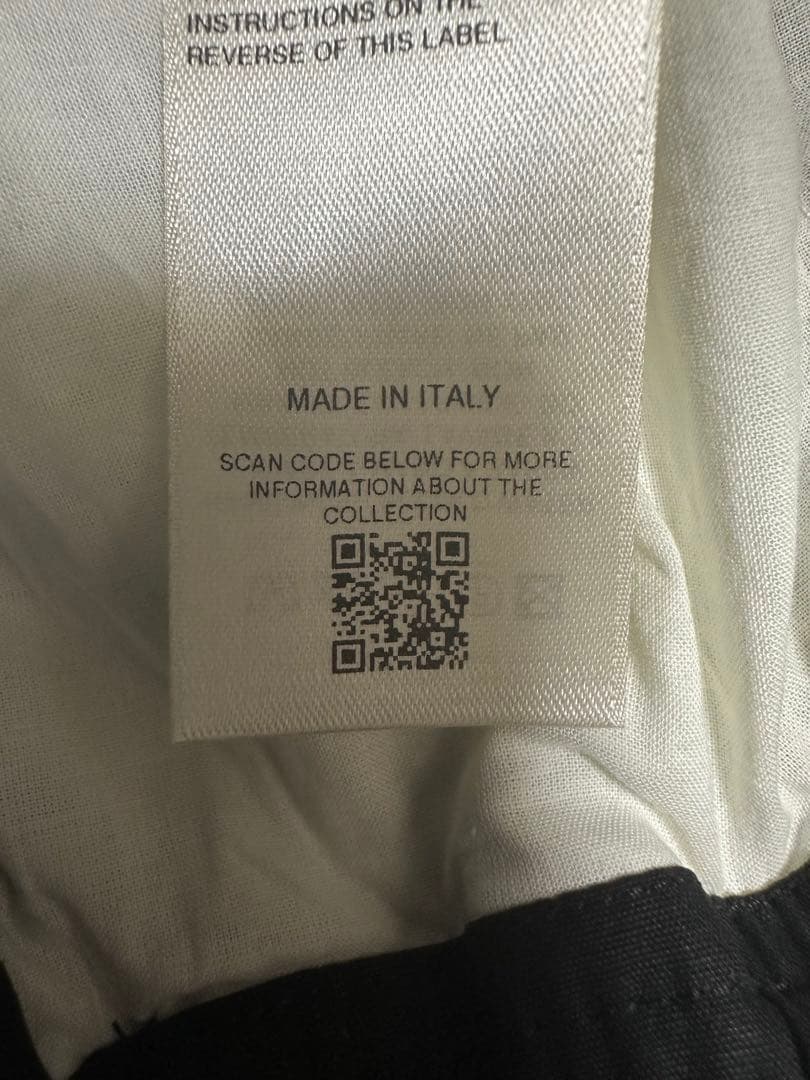 INSTRUCTIONS ON THE
REVERSE OF THIS LABEL
MADE IN ITALY
SCAN CODE BELOW FOR MORE
INFORMATION ABOUT THE
COLLECTION